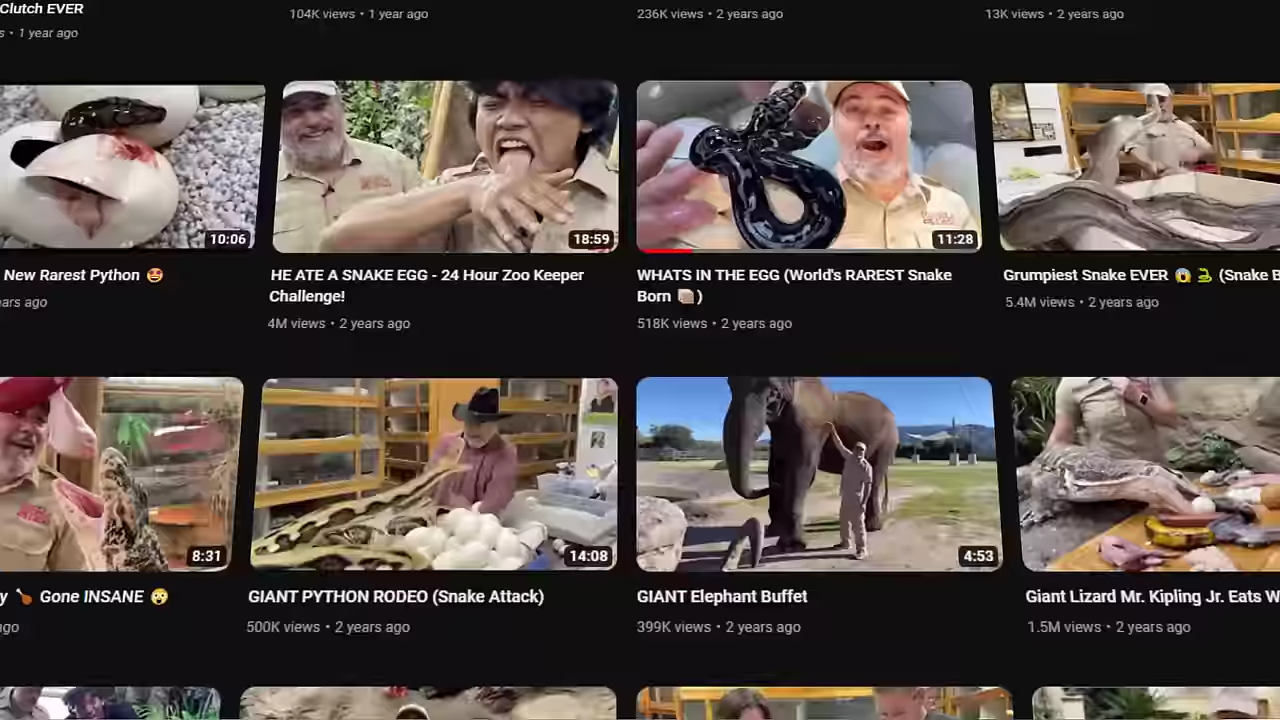 Clutch EVER
104K views • 1 year ago
236K views • 2 years ago
13K views • 2 years ago
s • 1 year ago
10:06
18:59
11:28
New Rarest Python 🤩
HE ATE A SNAKE EGG - 24 Hour Zoo Keeper
Challenge!
WHATS IN THE EGG (World's RAREST Snake
Born 🥚)
Grumpiest Snake EVER 😱 🐍 (Snake B
ears ago
4M views • 2 years ago
518K views • 2 years ago
5.4M views • 2 years ago
8:31
14:08
4:53
y 🍗 Gone INSANE 😲
GIANT PYTHON RODEO (Snake Attack)
GIANT Elephant Buffet
Giant Lizard Mr. Kipling Jr. Eats W
ago
500K views • 2 years ago
399K views • 2 years ago
1.5M views • 2 years ago